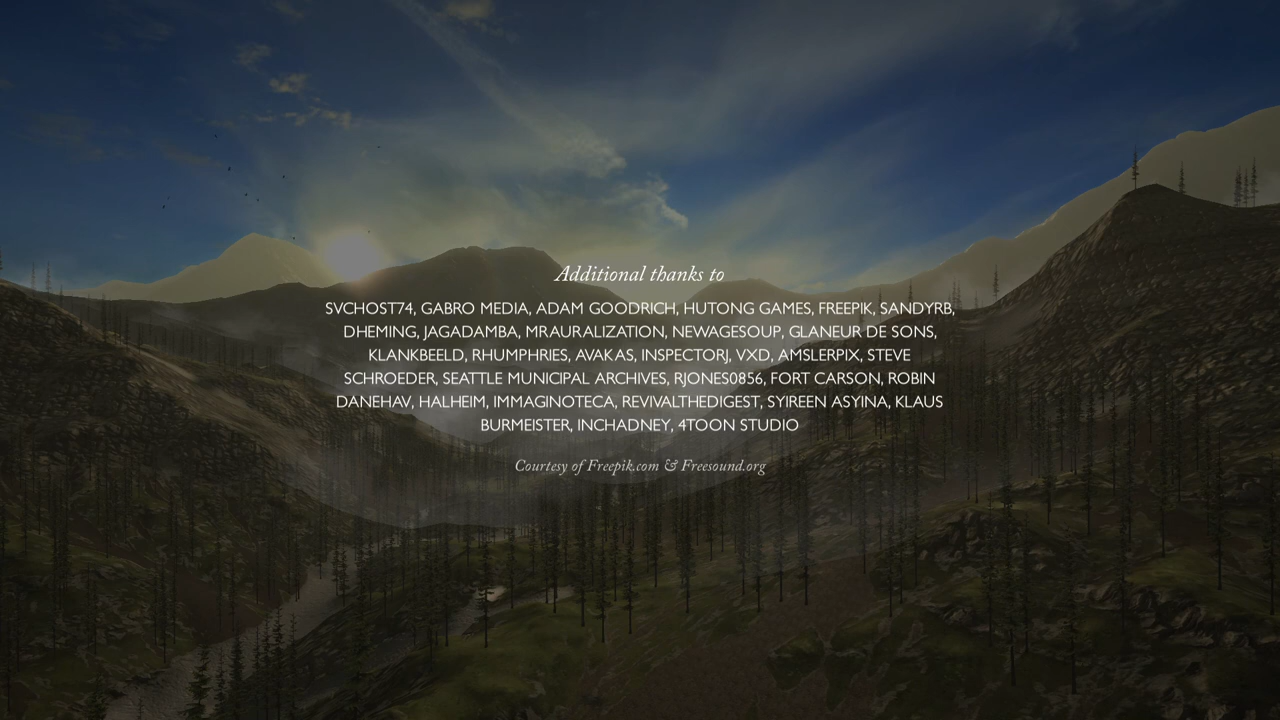 Additional thanks to
SVCHOST74, GABRO MEDIA, ADAM GOODRICH, HUTONG GAMES, FREEPIK, SANDYRB,
DHEMING, JAGADAMBA, MRAURALIZATION, NEWAGESOUP, GLANEUR DE SONS,
KLANKBEELD, RHUMPHRIES, AVAKAS, INSPECTORJ, VXD, AMSLERPIX, STEVE
SCHROEDER, SEATTLE MUNICIPAL ARCHIVES, RJONES0856, FORT CARSON, ROBIN
DANEHAV, HALHEIM, IMMAGINOTECA, REVIVALTHEDIGEST, SYIREEN ASYINA, KLAUS
BURMEISTER, INCHADNEY, 4TOON STUDIO
Courtesy of Freepik.com & Freesound.org